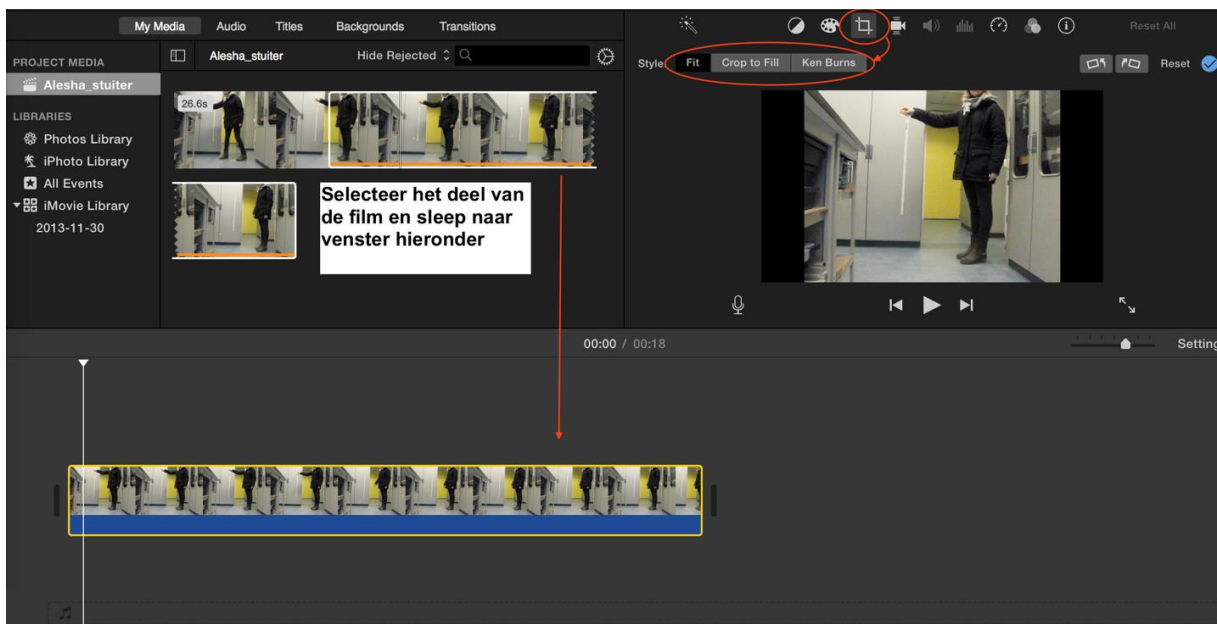 My Media Audio Titles Backgrounds Transitions
Reset All
PROJECT MEDIA
Alesha_stuiter
Hide Rejected
Style
Fit
Crop to Fill
Ken Burns
Reset
Alesha_stuiter
26.6s
LIBRARIES
Photos Library
iPhoto Library
All Events
iMovie Library
2013-11-30
Selecteer het deel van
de film en sleep naar
venster hieronder
00:00 / 00:18
Setting